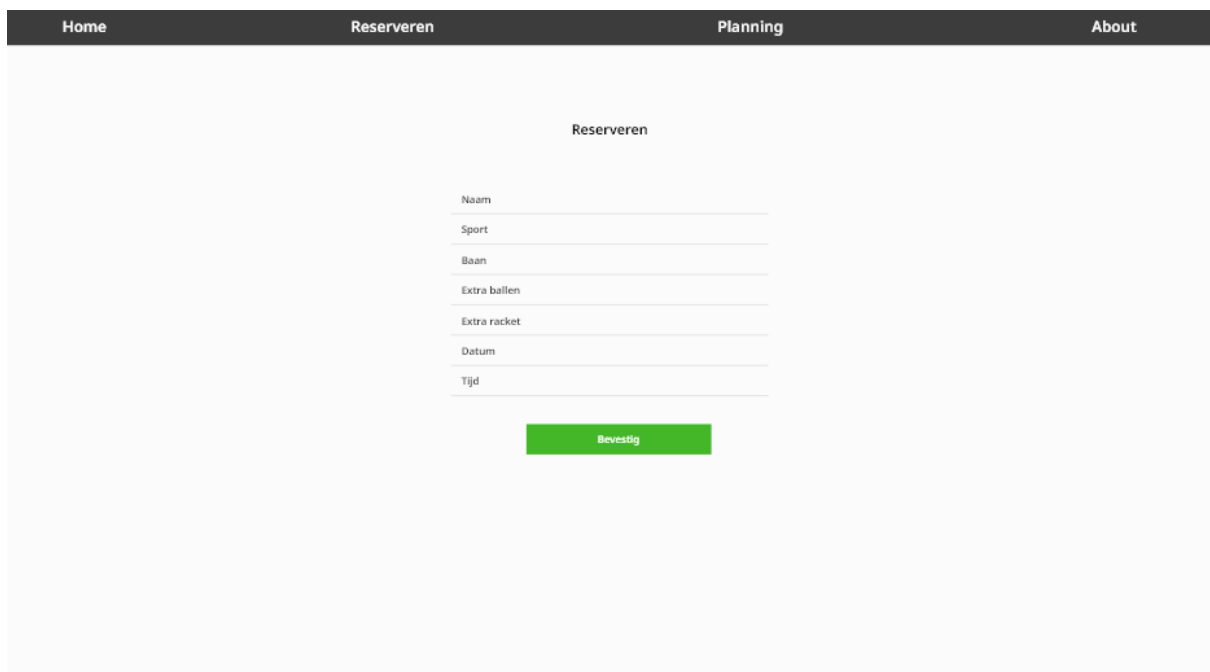 Home Reserveren Planning About
Reserveren
Naam
Sport
Baan
Extra ballen
Extra racket
Datum
Tijd
Bevestig